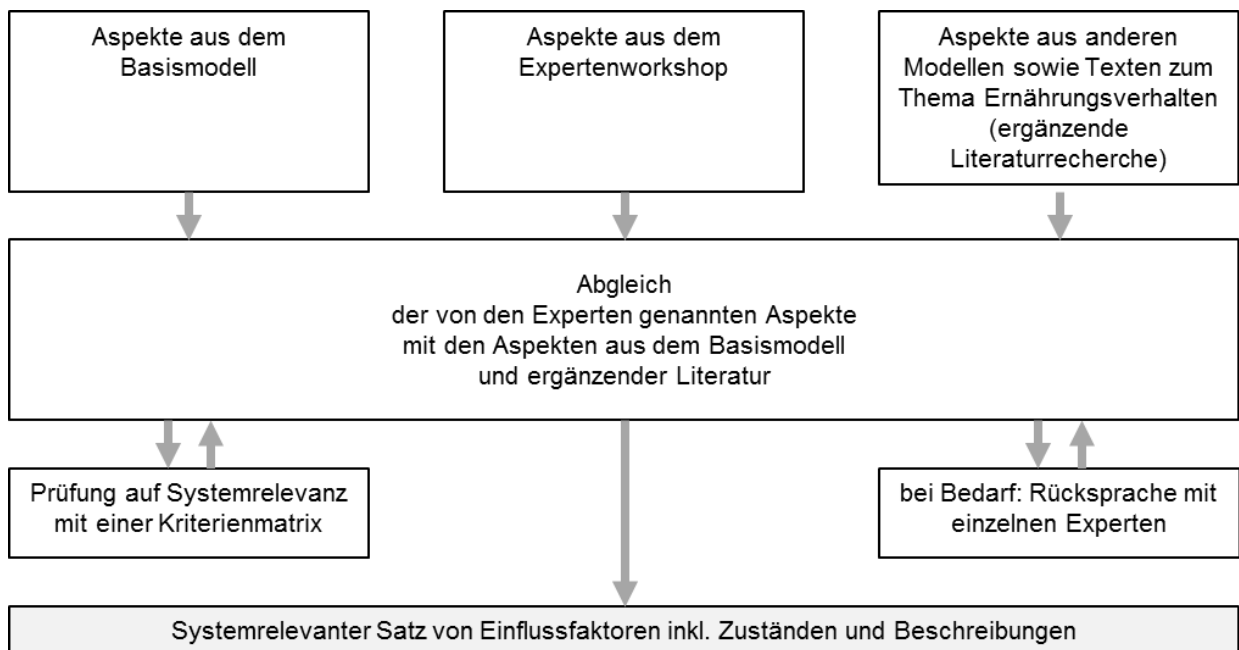 Aspekte aus dem
Basismodell
Aspekte aus dem
Expertenworkshop
Aspekte aus anderen
Modellen sowie Texten zum
Thema Ernährungsverhalten
(ergänzende
Literaturrecherche)
Abgleich
der von den Experten genannten Aspekte
mit den Aspekten aus dem Basismodell
und ergänzender Literatur
Prüfung auf Systemrelevanz
mit einer Kriterienmatrix
bei Bedarf: Rücksprache mit
einzelnen Experten
Systemrelevanter Satz von Einflussfaktoren inkl. Zuständen und Beschreibungen